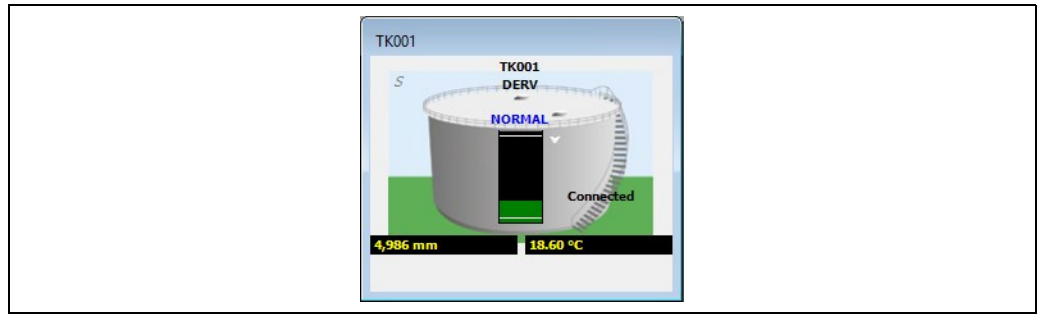 TK001
TK001
S
DERV
NORMAL
Connected
4,986 mm
18.60 °C